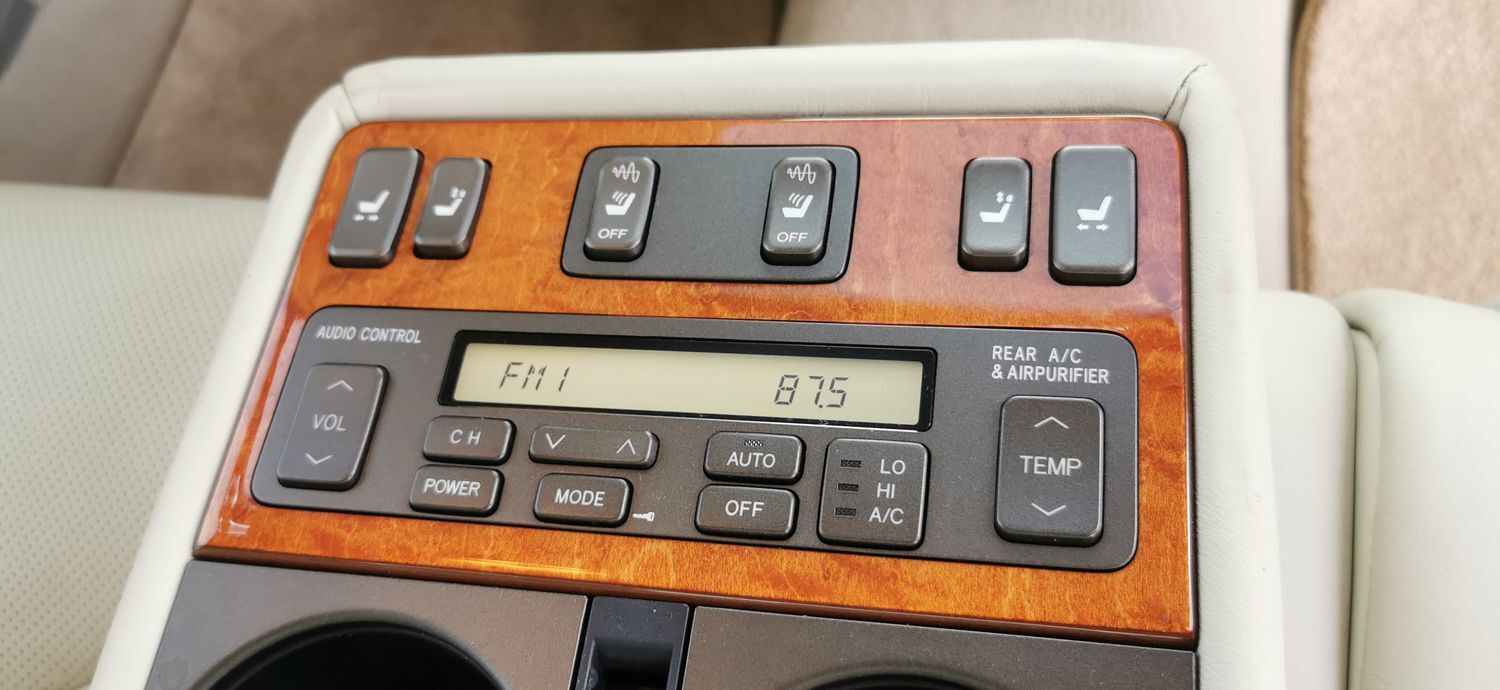 OFF
OFF
AUDIO CONTROL
FM1 87.5
REAR A/C
& AIRPURIFIER
VOL
CH
AUTO
LO
HI
A/C
TEMP
POWER
MODE
OFF